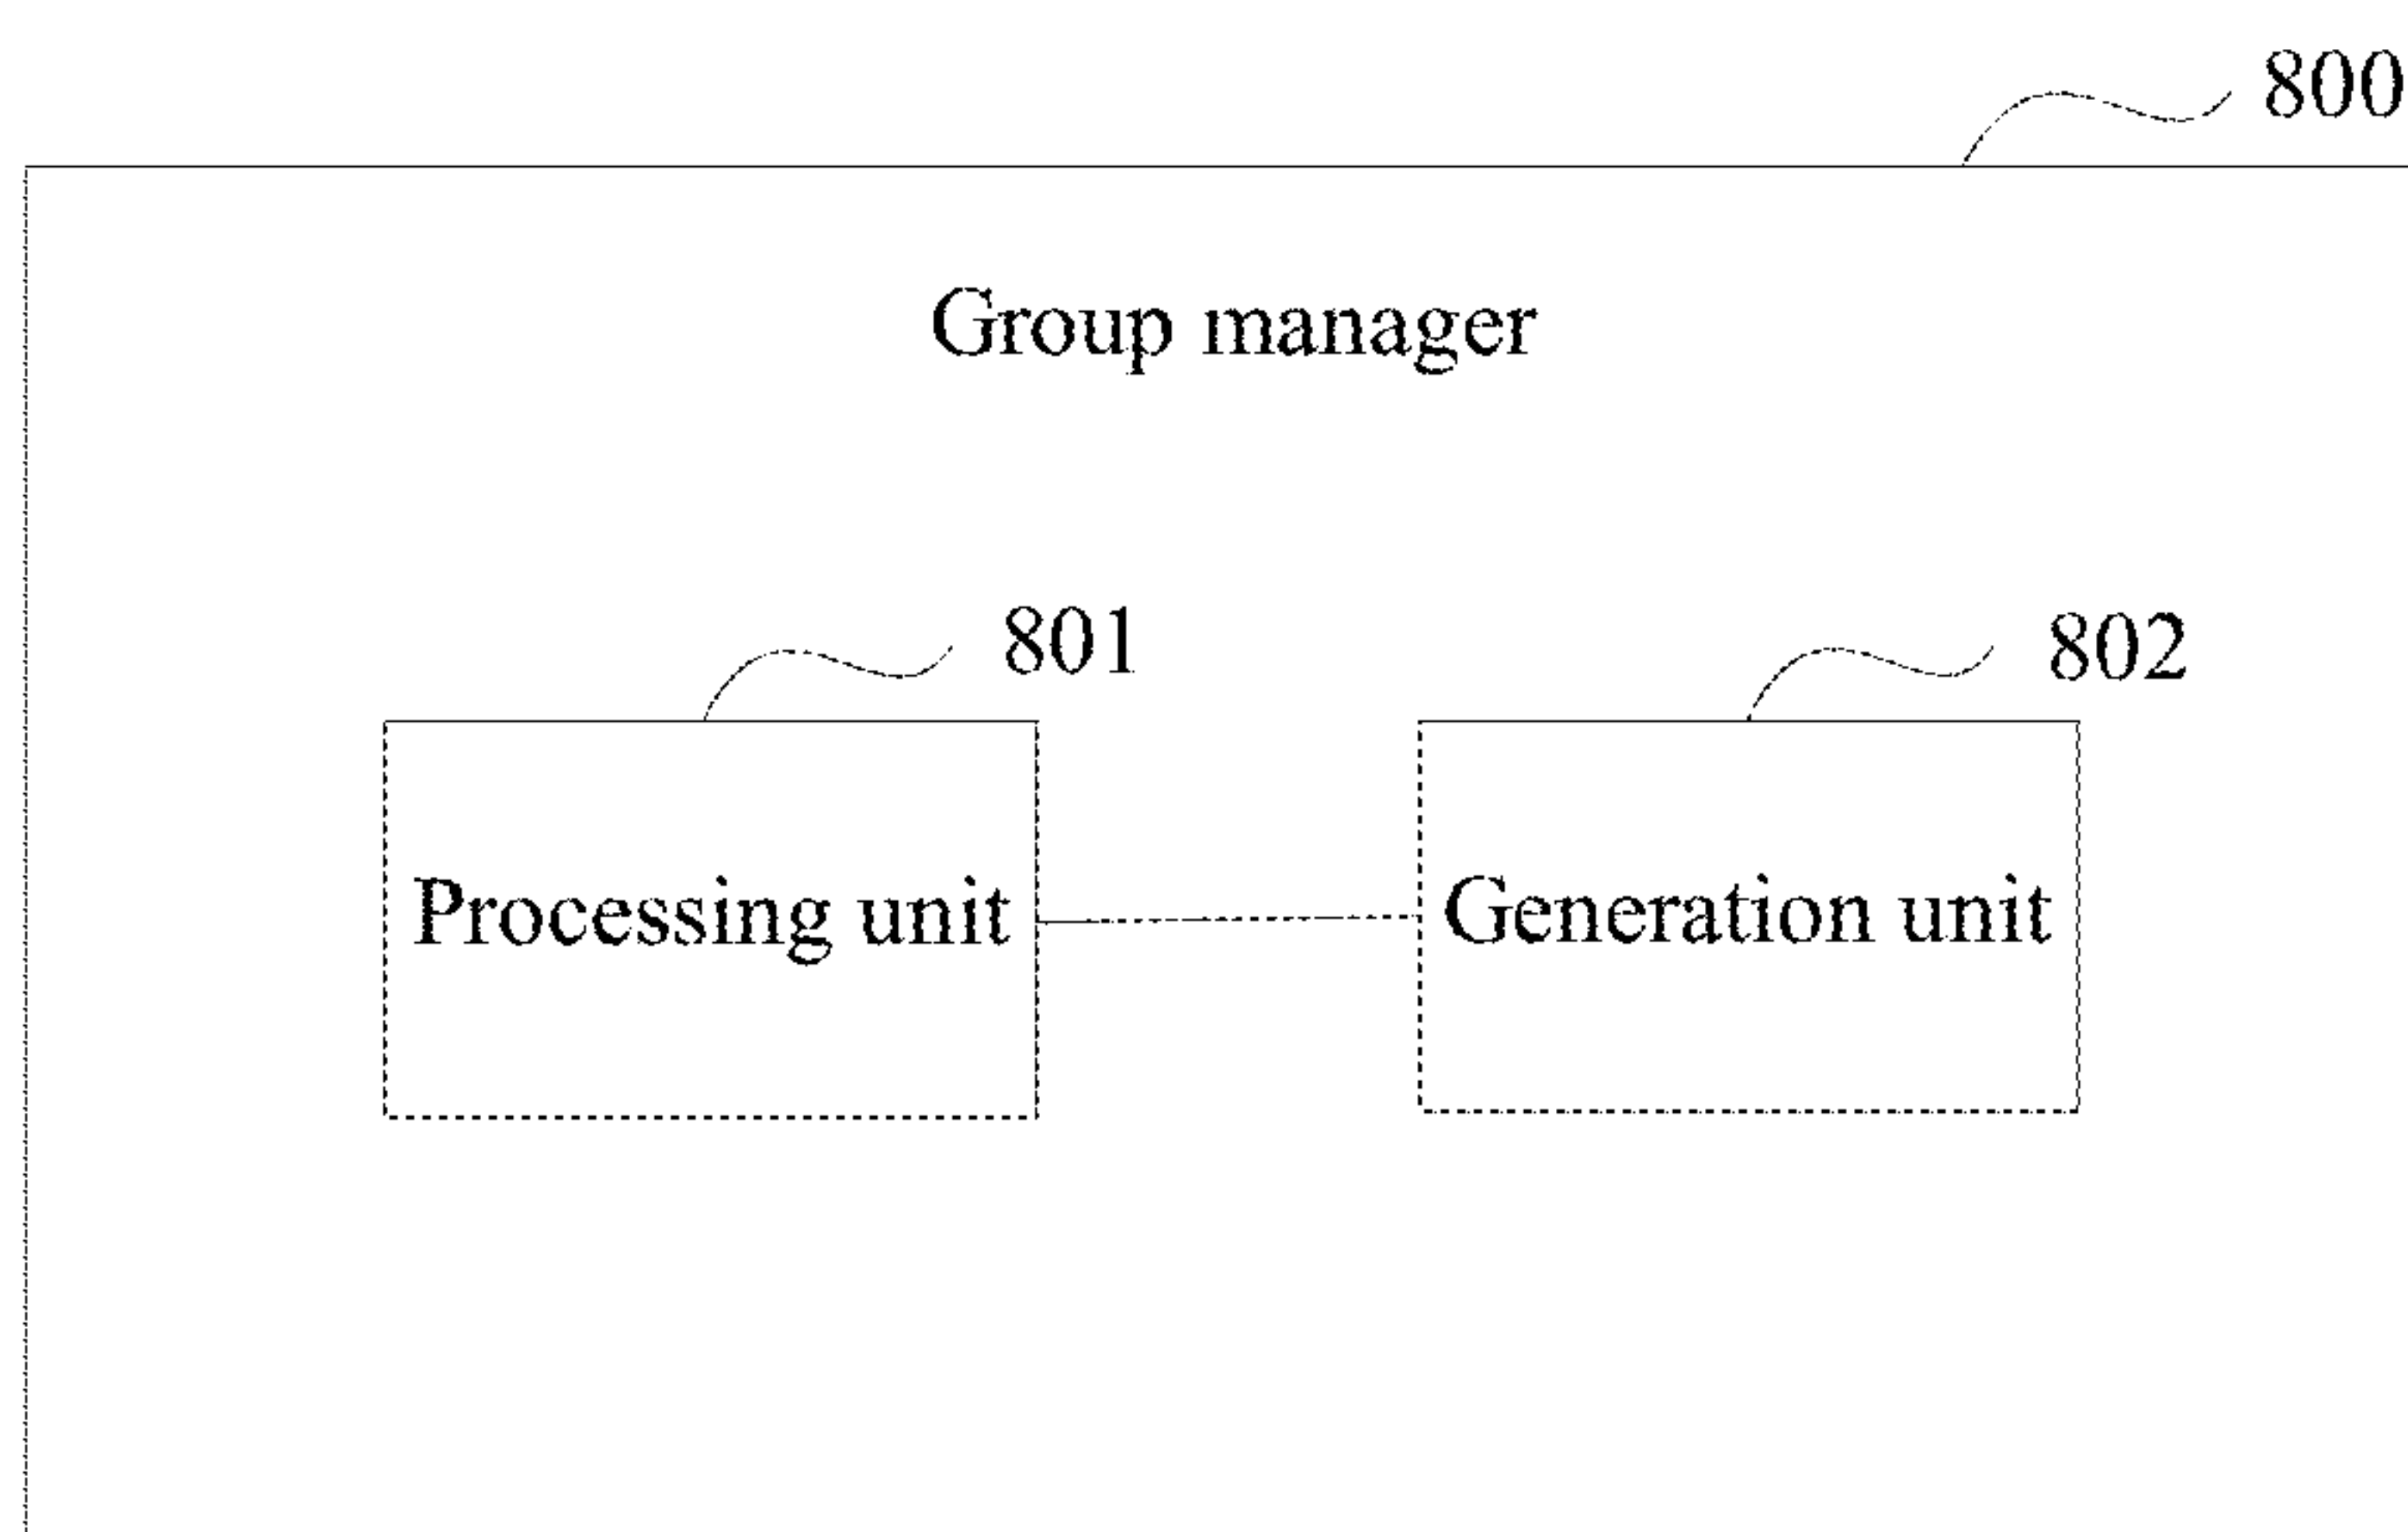 800
Group manager
801
802
Processing unit
Generation unit